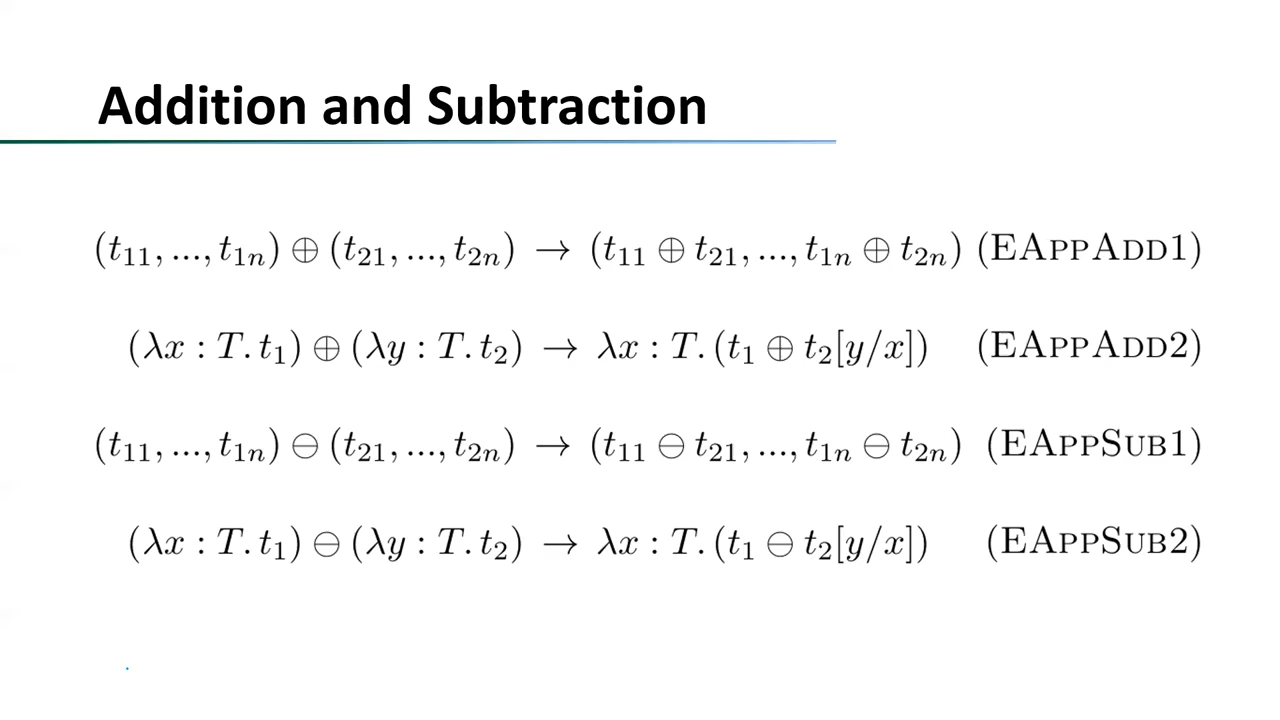 Addition and Subtraction
(t₁₁, ..., t₁ₙ) ⊕ (t₂₁, ..., t₂ₙ) → (t₁₁ ⊕ t₂₁, ..., t₁ₙ ⊕ t₂ₙ) (EAPPADD1)
(λx : T. t₁) ⊕ (λy : T. t₂) → λx : T. (t₁ ⊕ t₂[y/x]) (EAPPADD2)
(t₁₁, ..., t₁ₙ) ⊖ (t₂₁, ..., t₂ₙ) → (t₁₁ ⊖ t₂₁, ..., t₁ₙ ⊖ t₂ₙ) (EAPPSUB1)
(λx : T. t₁) ⊖ (λy : T. t₂) → λx : T. (t₁ ⊖ t₂[y/x]) (EAPPSUB2)